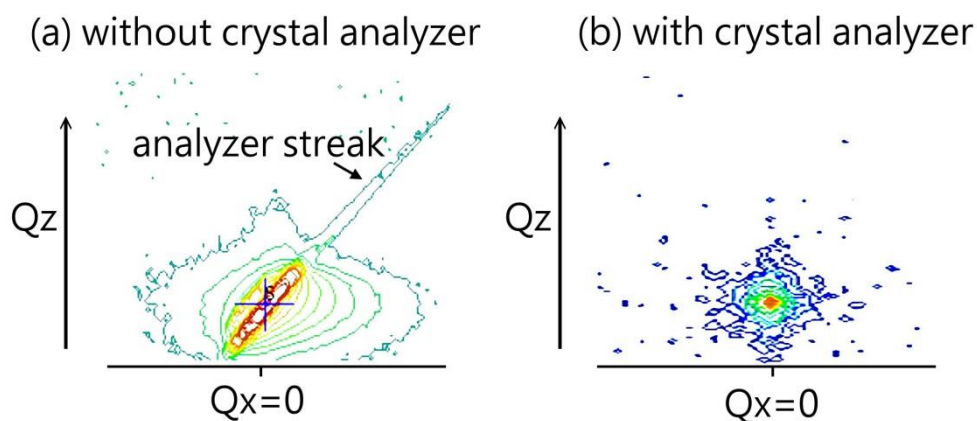 (a) without crystal analyzer
(b) with crystal analyzer
analyzer streak
Qz
Qz
Qx=0
Qx=0